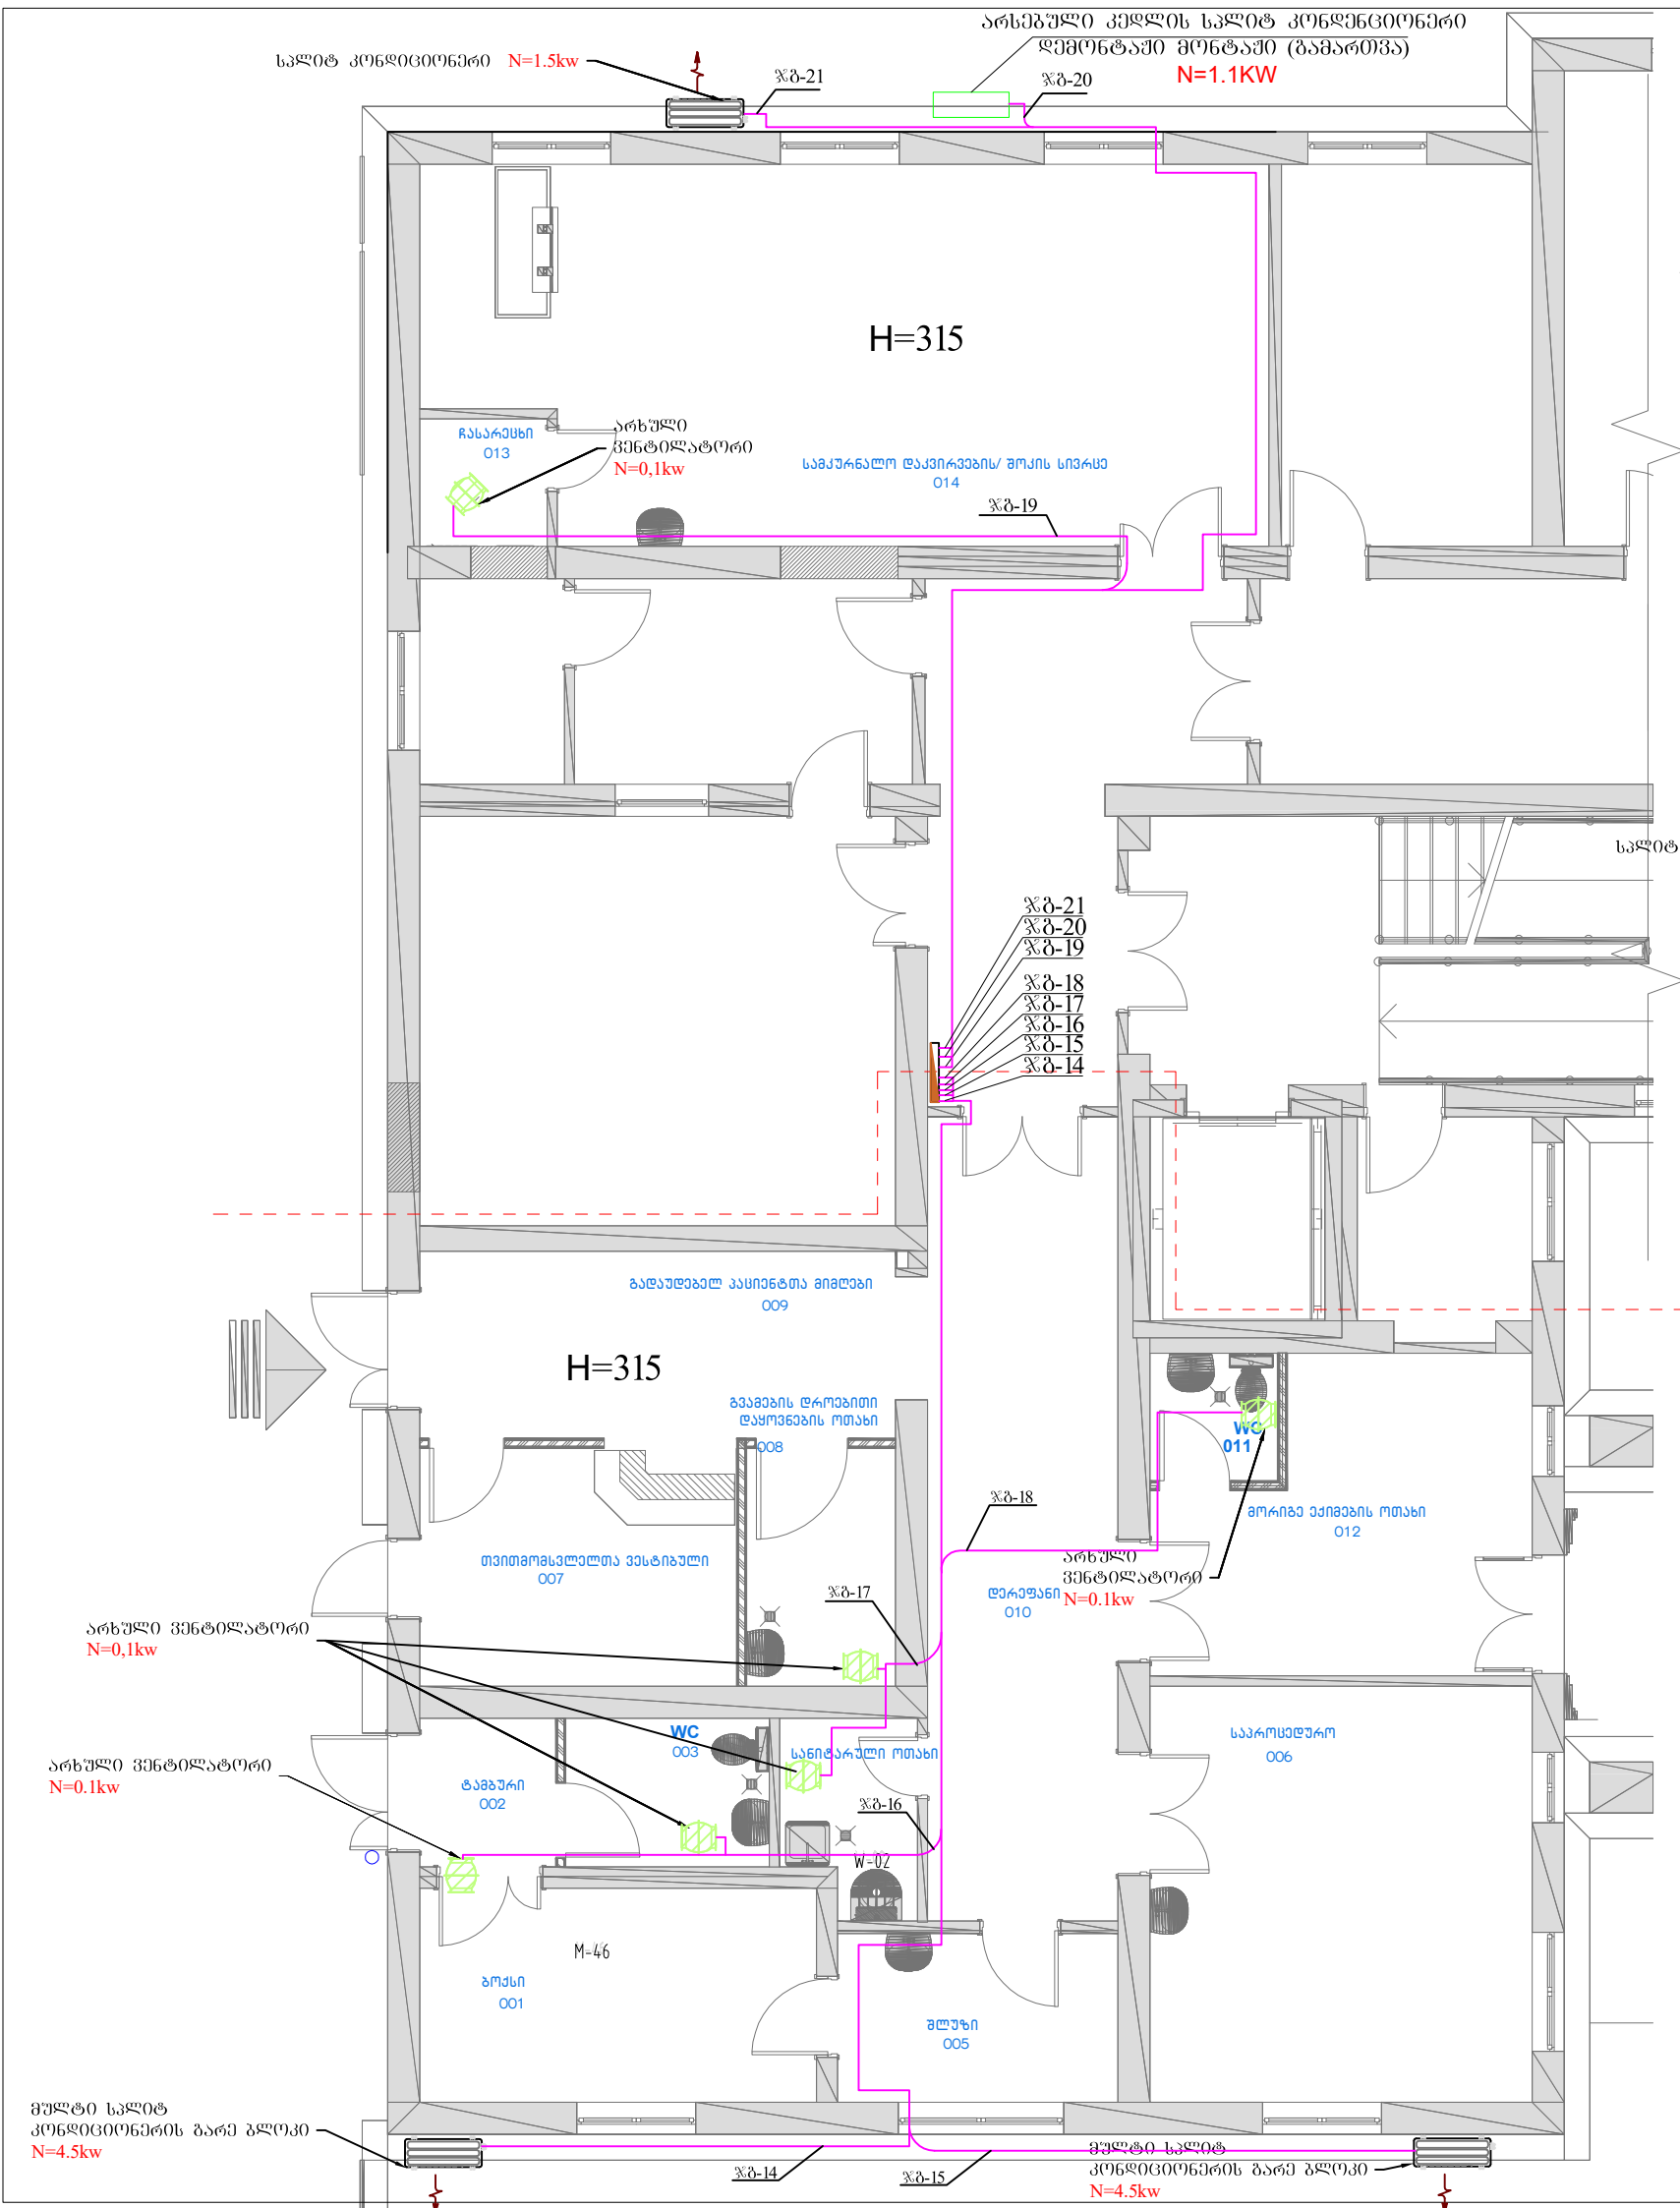 არსებული კედლის სპლიტ კონდენციონერი
დემონტაჟი მონტაჟი (გამართვა)
N=1.1KW
სპლიტ კონდიციონერი N=1.5kw
ჯგ-21
ჯგ-20
H=315
ჩასარეცხი
013
არხული
ვენტილატორი
N=0,1kw
სამკურნალო დაკვირვების/ შოკის სივრცე
014
ჯგ-19
სპლიტ
ჯგ-21
ჯგ-20
ჯგ-19
ჯგ-18
ჯგ-17
ჯგ-16
ჯგ-15
ჯგ-14
გადაუდებელ პაციენტთა მიმღები
009
H=315
გვამების დროებითი
დაყოვნების ოთახი
008
WC
011
ჯგ-18
მორიგე ექიმების ოთახი
012
თვითმომსვლელთა ვესტიბული
007
არხული
ვენტილატორი
N=0.1kw
დერეფანი
010
ჯგ-17
არხული ვენტილატორი
N=0,1kw
WC
003
სანიტარული ოთახი
საპროცედურო
006
არხული ვენტილატორი
N=0.1kw
ტამბური
002
ჯგ-16
W-02
M-46
ბოქსი
001
შლუზი
005
მულტი სპლიტ
კონდიციონერის გარე ბლოკი
N=4.5kw
ჯგ-14
ჯგ-15
მულტი სპლიტ
კონდიციონერის გარე ბლოკი
N=4.5kw